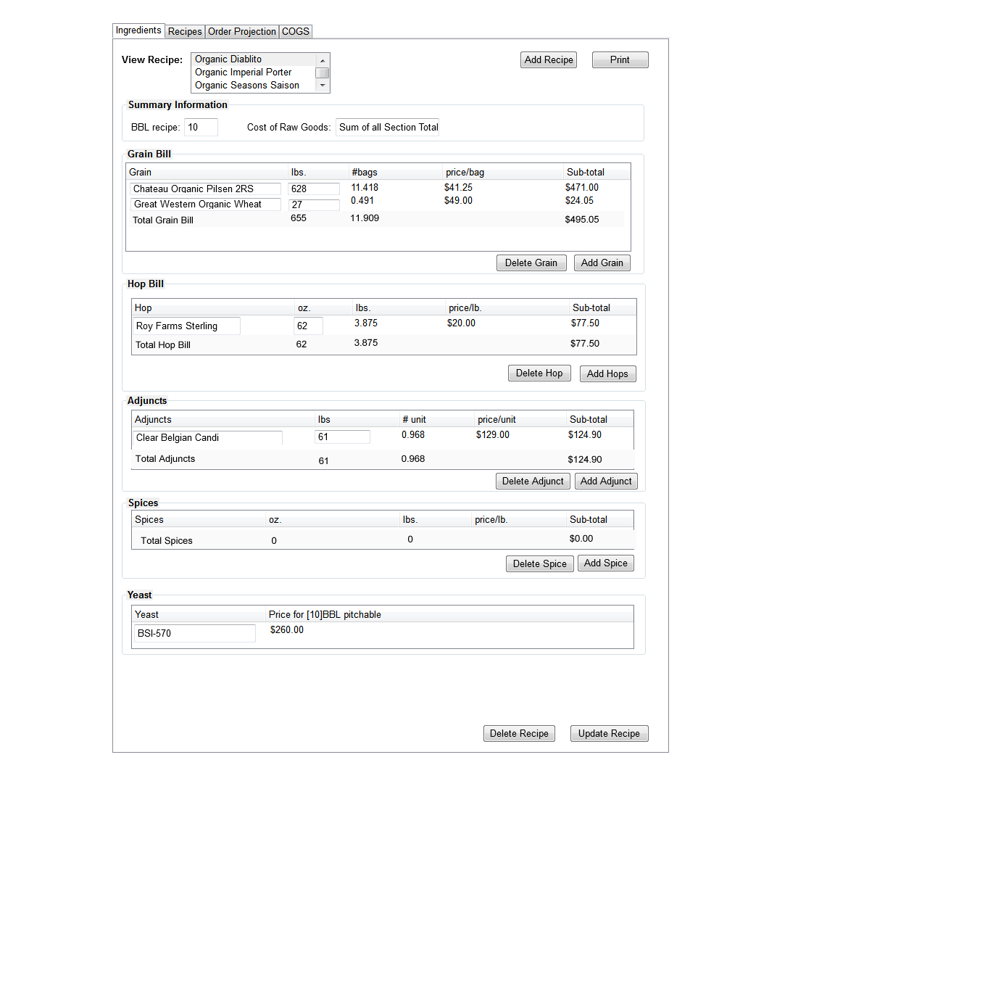 Ingredients Recipes Order Projection COGS
View Recipe: Organic Diablito Add Recipe Print
Organic Imperial Porter
Organic Seasons Saison
Summary Information
BBL recipe: 10 Cost of Raw Goods: Sum of all Section Total
Grain Bill
Grain lbs. #bags price/bag Sub-total
Chateau Organic Pilsen 2RS 628 11.418 $41.25 $471.00
Great Western Organic Wheat 27 0.491 $49.00 $24.05
Total Grain Bill 655 11.909 $495.05
Delete Grain Add Grain
Hop Bill
Hop oz. lbs. price/lb. Sub-total
Roy Farms Sterling 62 3.875 $20.00 $77.50
Total Hop Bill 62 3.875 $77.50
Delete Hop Add Hops
Adjuncts
Adjuncts lbs # unit price/unit Sub-total
Clear Belgian Candi 61 0.968 $129.00 $124.90
Total Adjuncts 61 0.968 $124.90
Delete Adjunct Add Adjunct
Spices
Spices oz. lbs. price/lb. Sub-total
Total Spices 0 0 $0.00
Delete Spice Add Spice
Yeast
Yeast Price for [10]BBL pitchable
BSI-570 $260.00
Delete Recipe Update Recipe